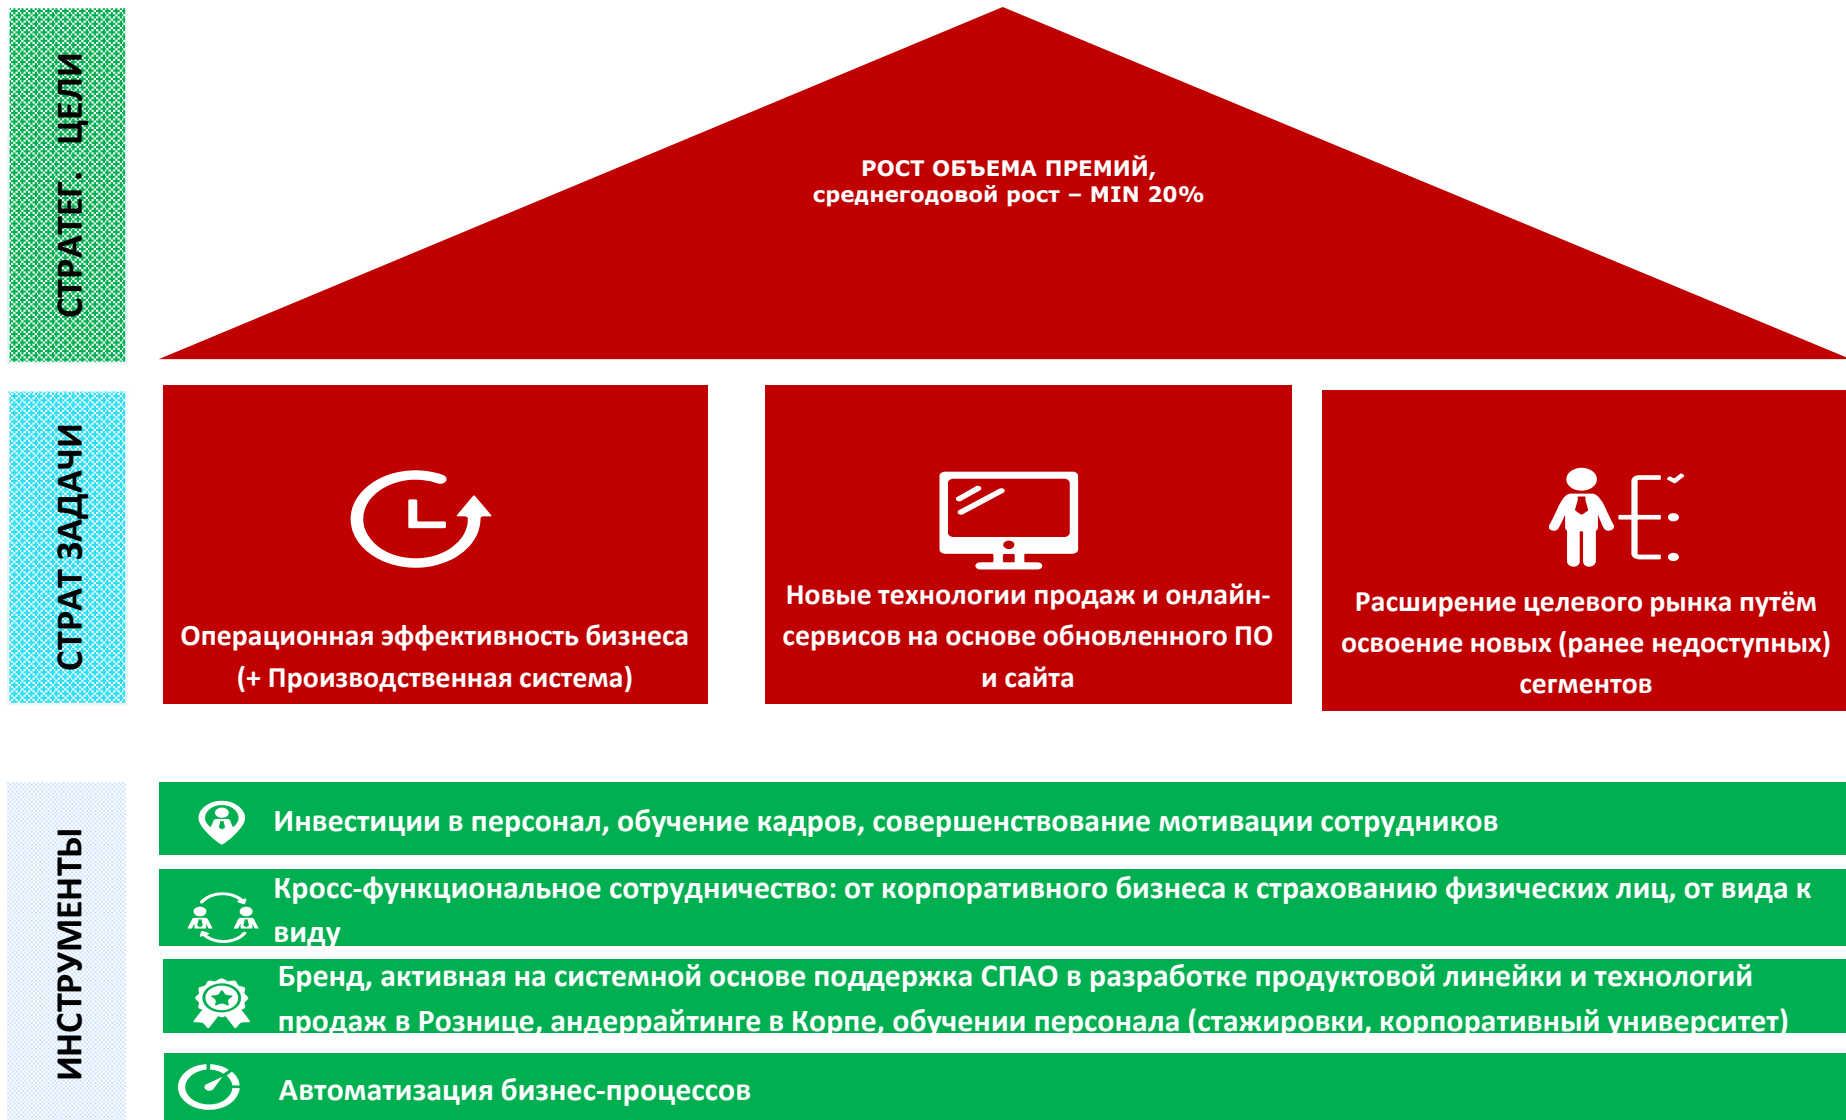 СТРАТЕГ. ЦЕЛИ
РОСТ ОБЪЕМА ПРЕМИЙ,
среднегодовой рост – MIN 20%
СТРАТ ЗАДАЧИ
Операционная эффективность бизнеса
(+ Производственная система)
Новые технологии продаж и онлайн-
сервисов на основе обновленного ПО
и сайта
Расширение целевого рынка путём
освоение новых (ранее недоступных)
сегментов
ИНСТРУМЕНТЫ
Инвестиции в персонал, обучение кадров, совершенствование мотивации сотрудников
Кросс-функциональное сотрудничество: от корпоративного бизнеса к страхованию физических лиц, от вида к
виду
Бренд, активная на системной основе поддержка СПАО в разработке продуктовой линейки и технологий
продаж в Рознице, андеррайтинге в Корпе, обучении персонала (стажировки, корпоративный университет)
Автоматизация бизнес-процессов